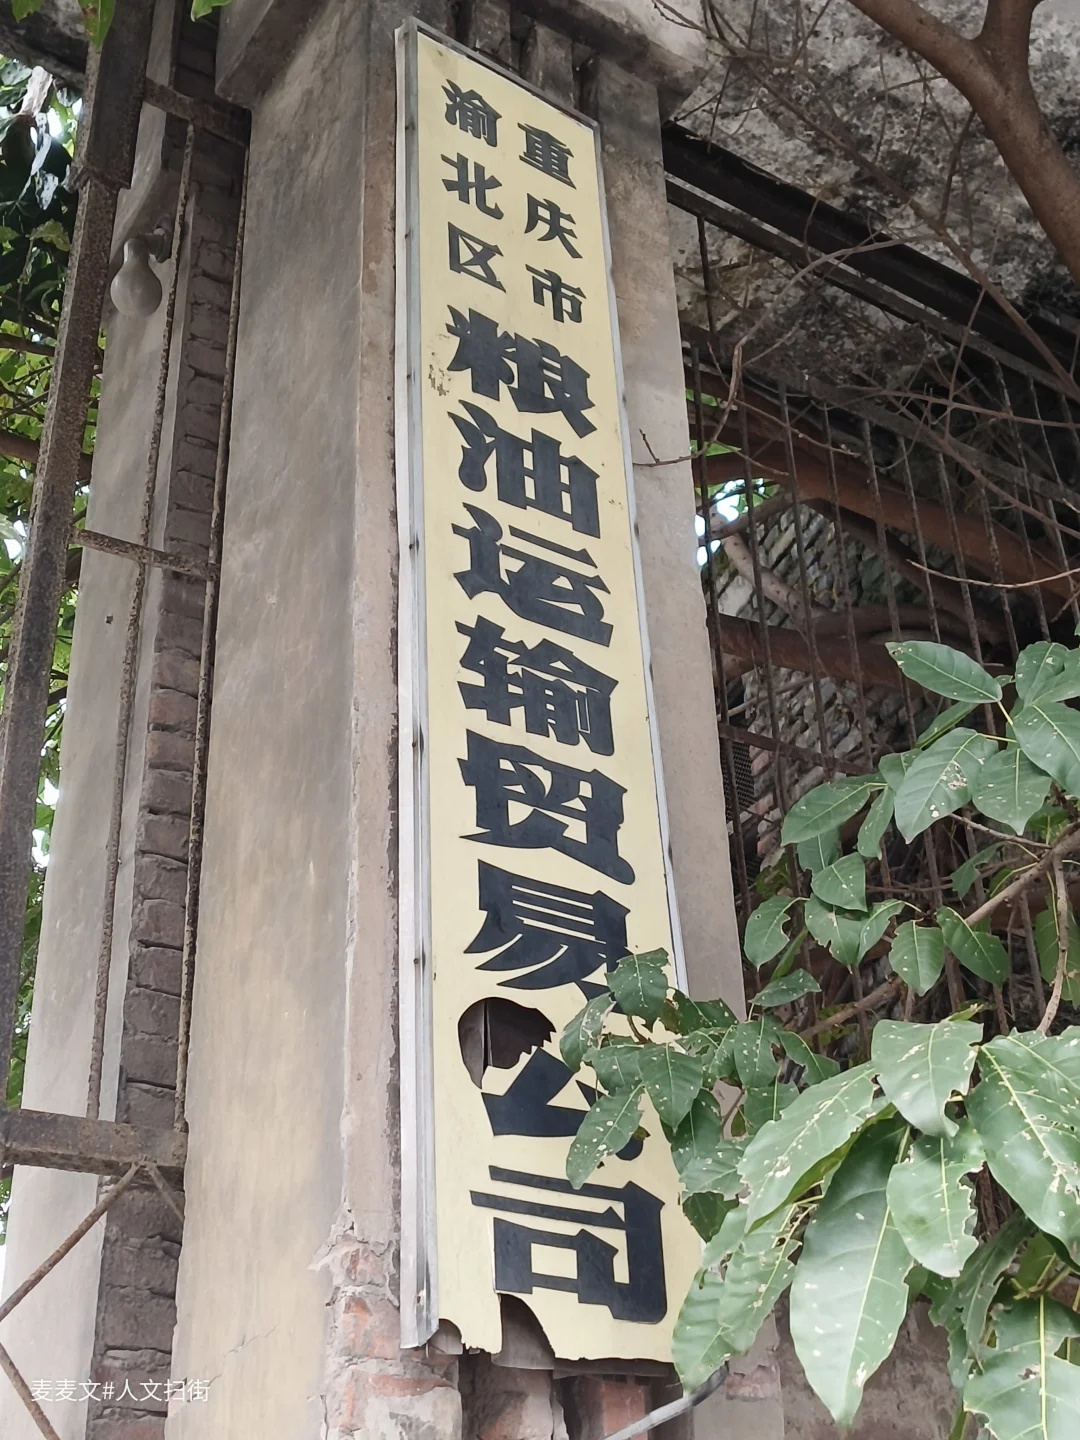 重庆市
渝北区
粮油运输贸易公司
麦麦文#人文扫街